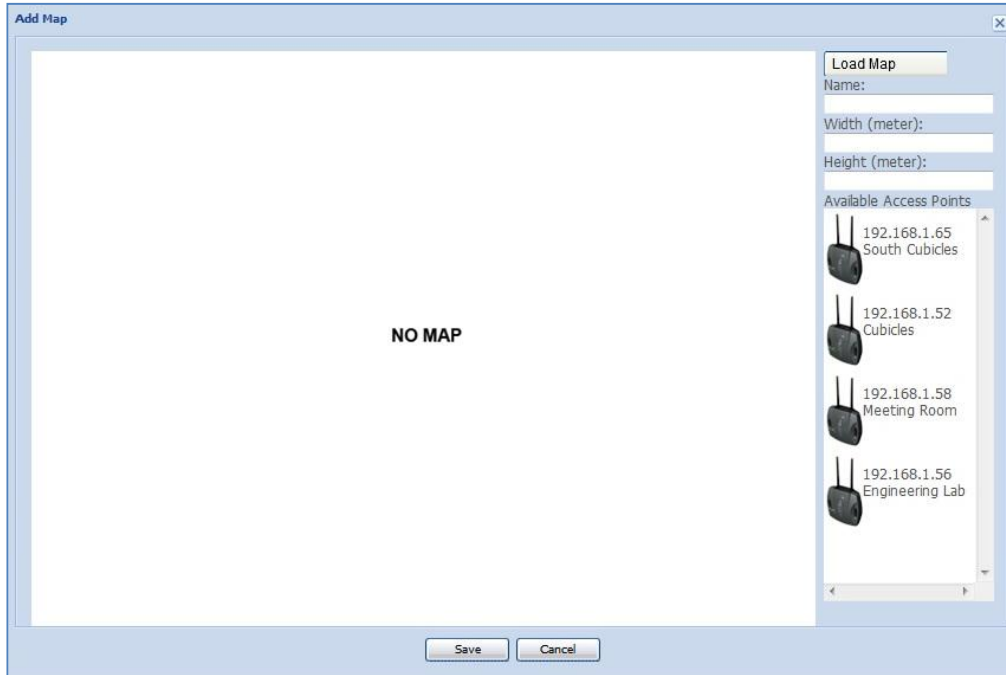 Add Map
Load Map
Name:
Width (meter):
Height (meter):
Available Access Points
192.168.1.65
South Cubicles
192.168.1.52
Cubicles
192.168.1.58
Meeting Room
192.168.1.56
Engineering Lab
NO MAP
Save
Cancel